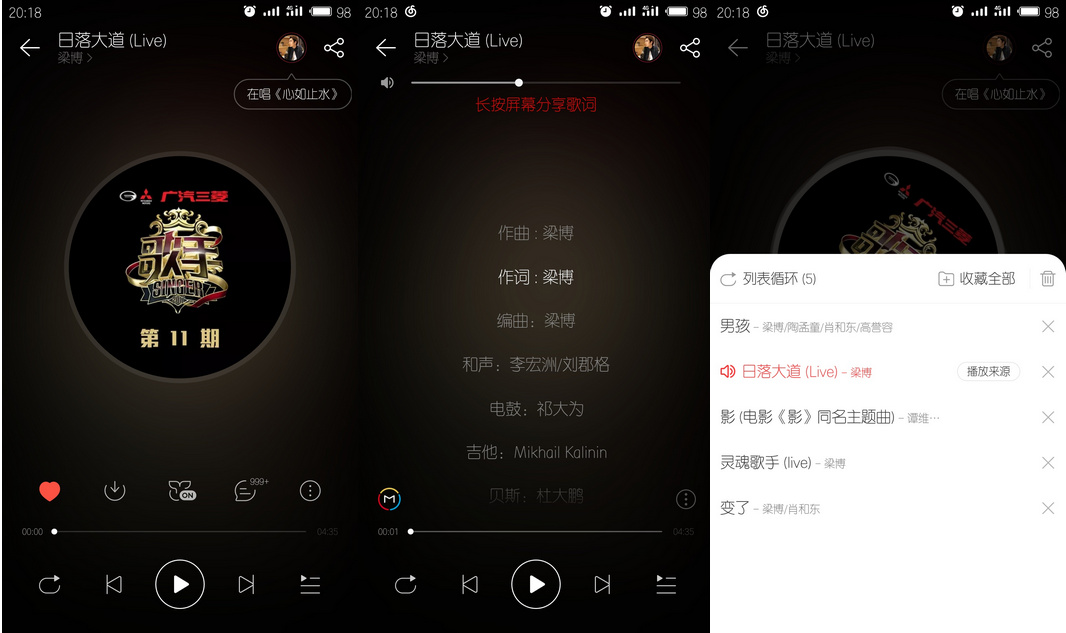 20:18
98
日落大道 (Live)
梁博 >
在唱《心如止水》
广汽三菱
歌手
SINGER
第 11 期
ON
999+
00:00
04:35
20:18
98
日落大道 (Live)
梁博 >
长按屏幕分享歌词
作曲 : 梁博
作词 : 梁博
编曲：梁博
和声：李宏洲/刘郡格
电鼓：祁大为
吉他：Mikhail Kalinin
贝斯：杜大鹏
M
00:01
04:35
20:18
98
日落大道 (Live)
梁博 >
在唱《心如止水》
广汽三菱
列表循环 (5)
收藏全部
男孩 – 梁博/陶孟童/肖和东/高誉容
日落大道 (Live) – 梁博
播放来源
影 (电影《影》同名主题曲) – 谭维…
灵魂歌手 (live) – 梁博
变了 – 梁博/肖和东